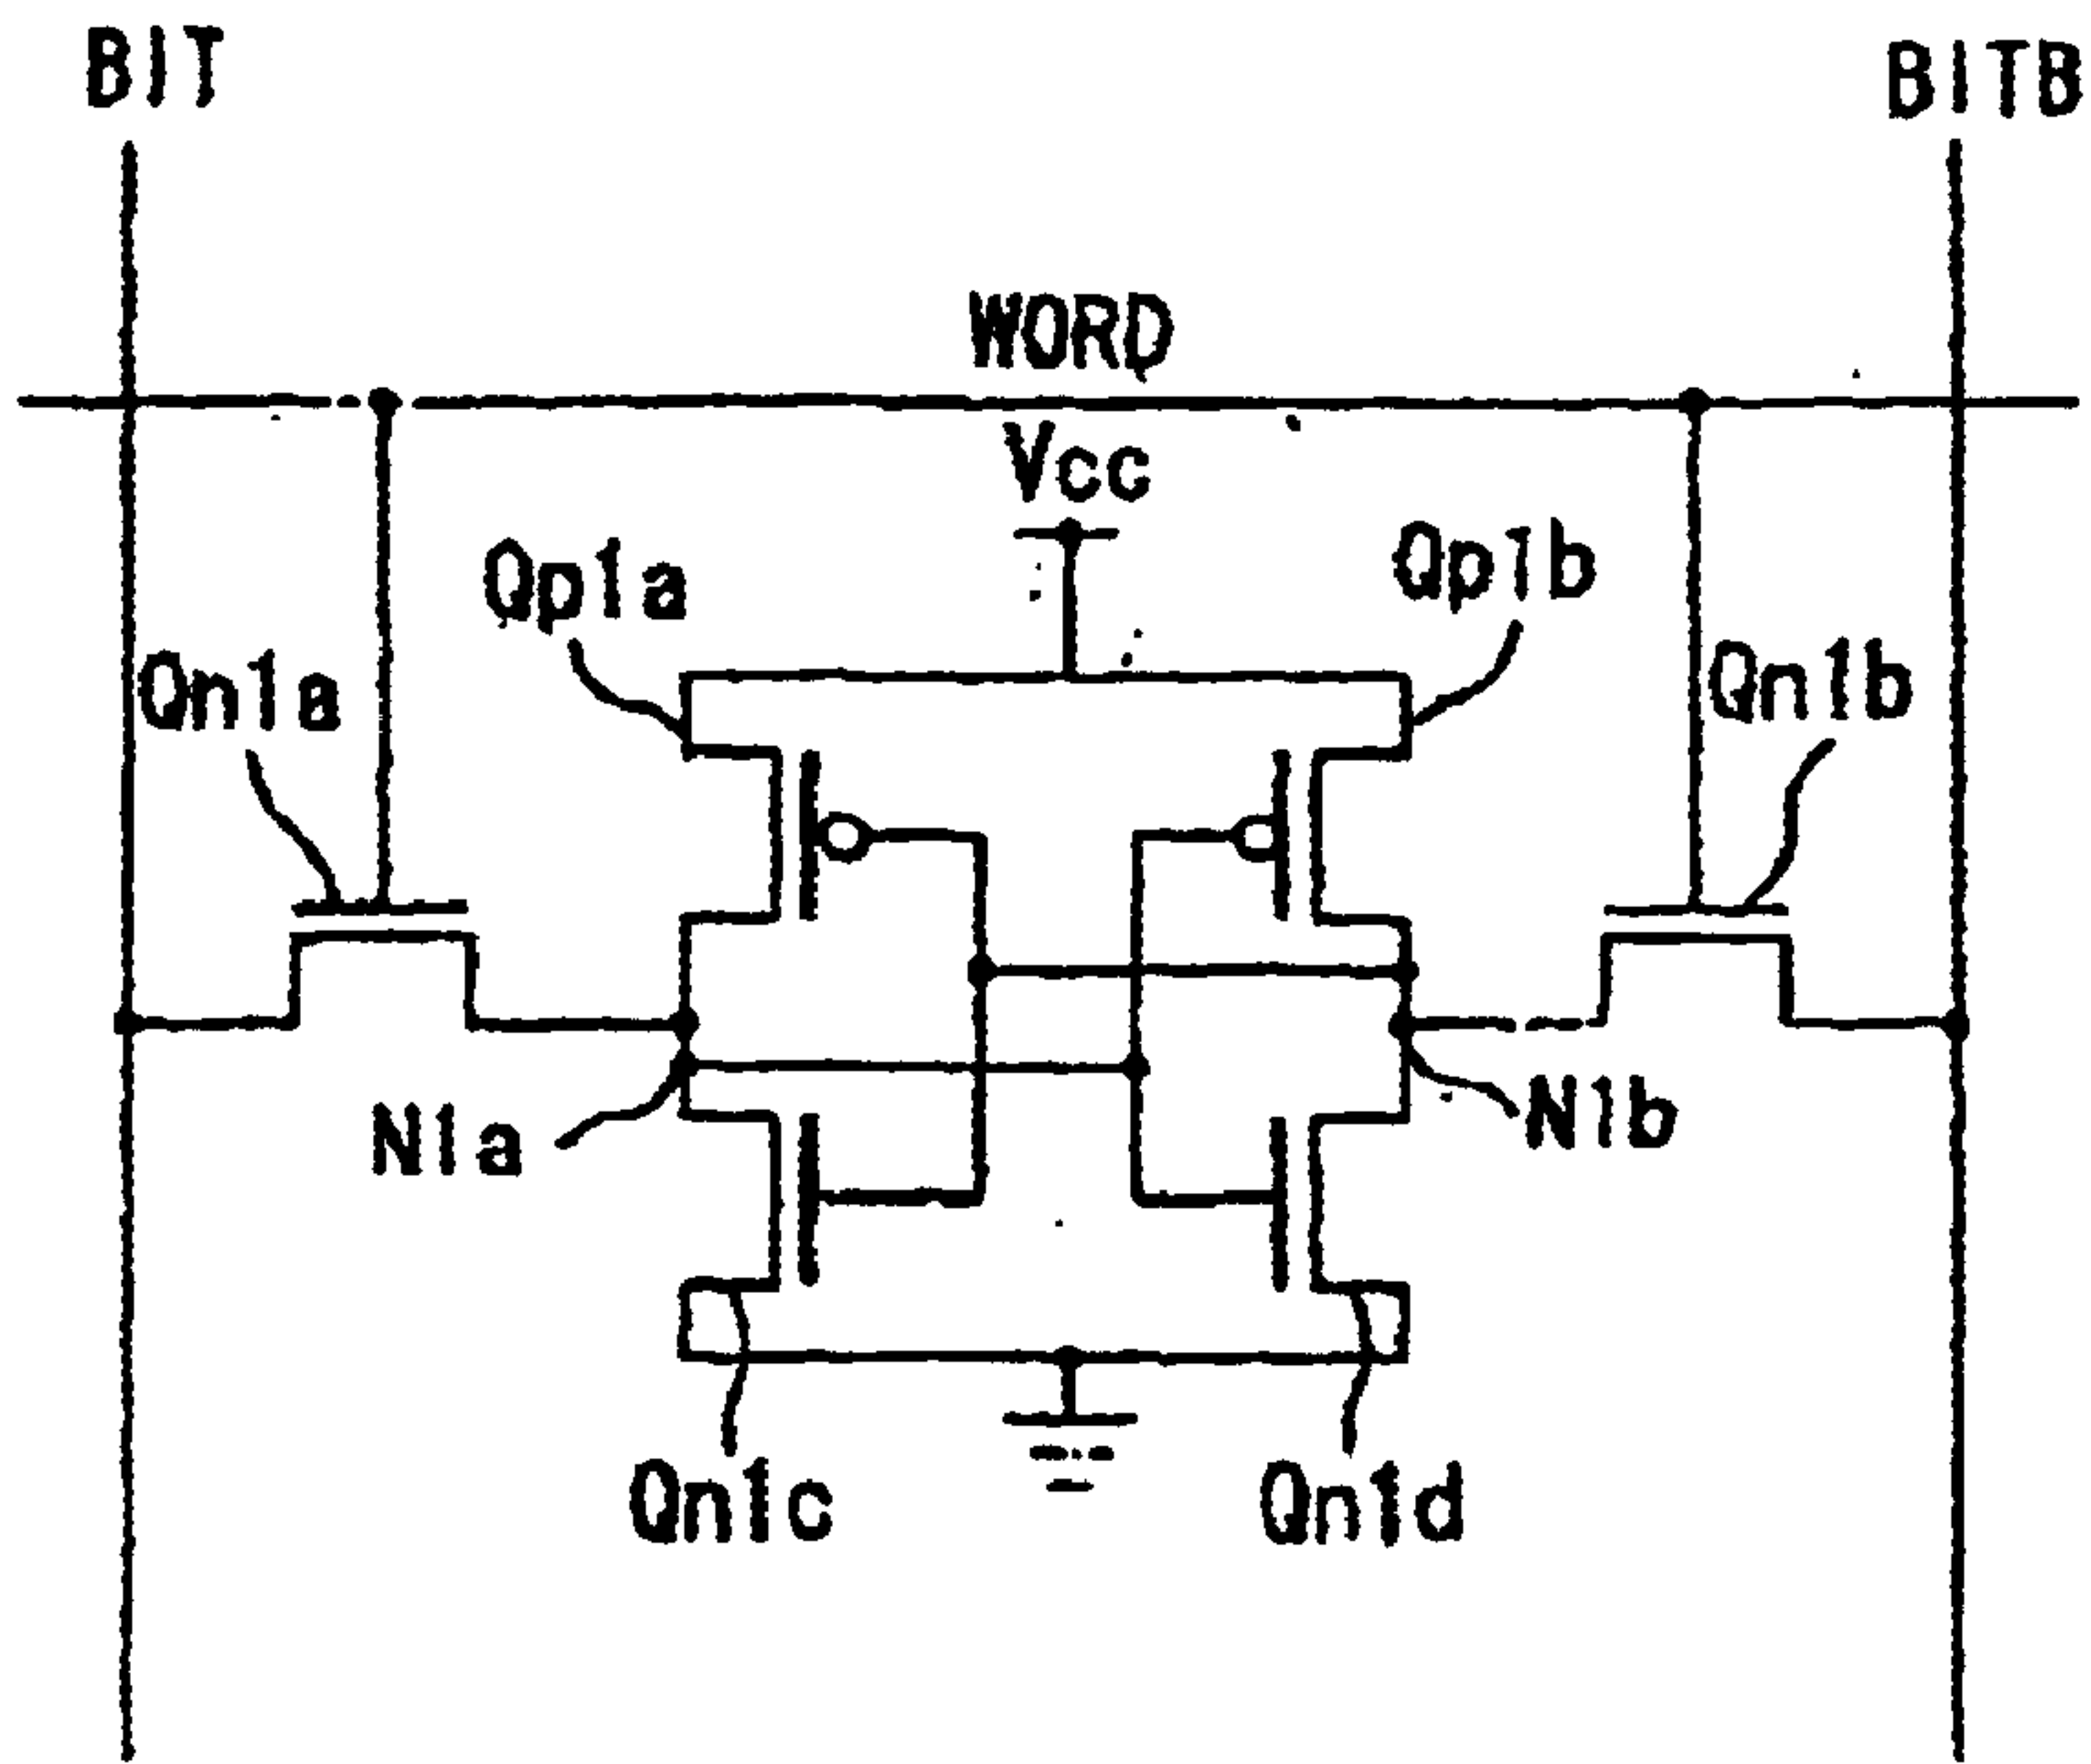 BIT
BITB
WORD
Vcc
Qp1a
Qp1b
Qn1a
Qn1b
N1a
N1b
Qn1c
Qn1d